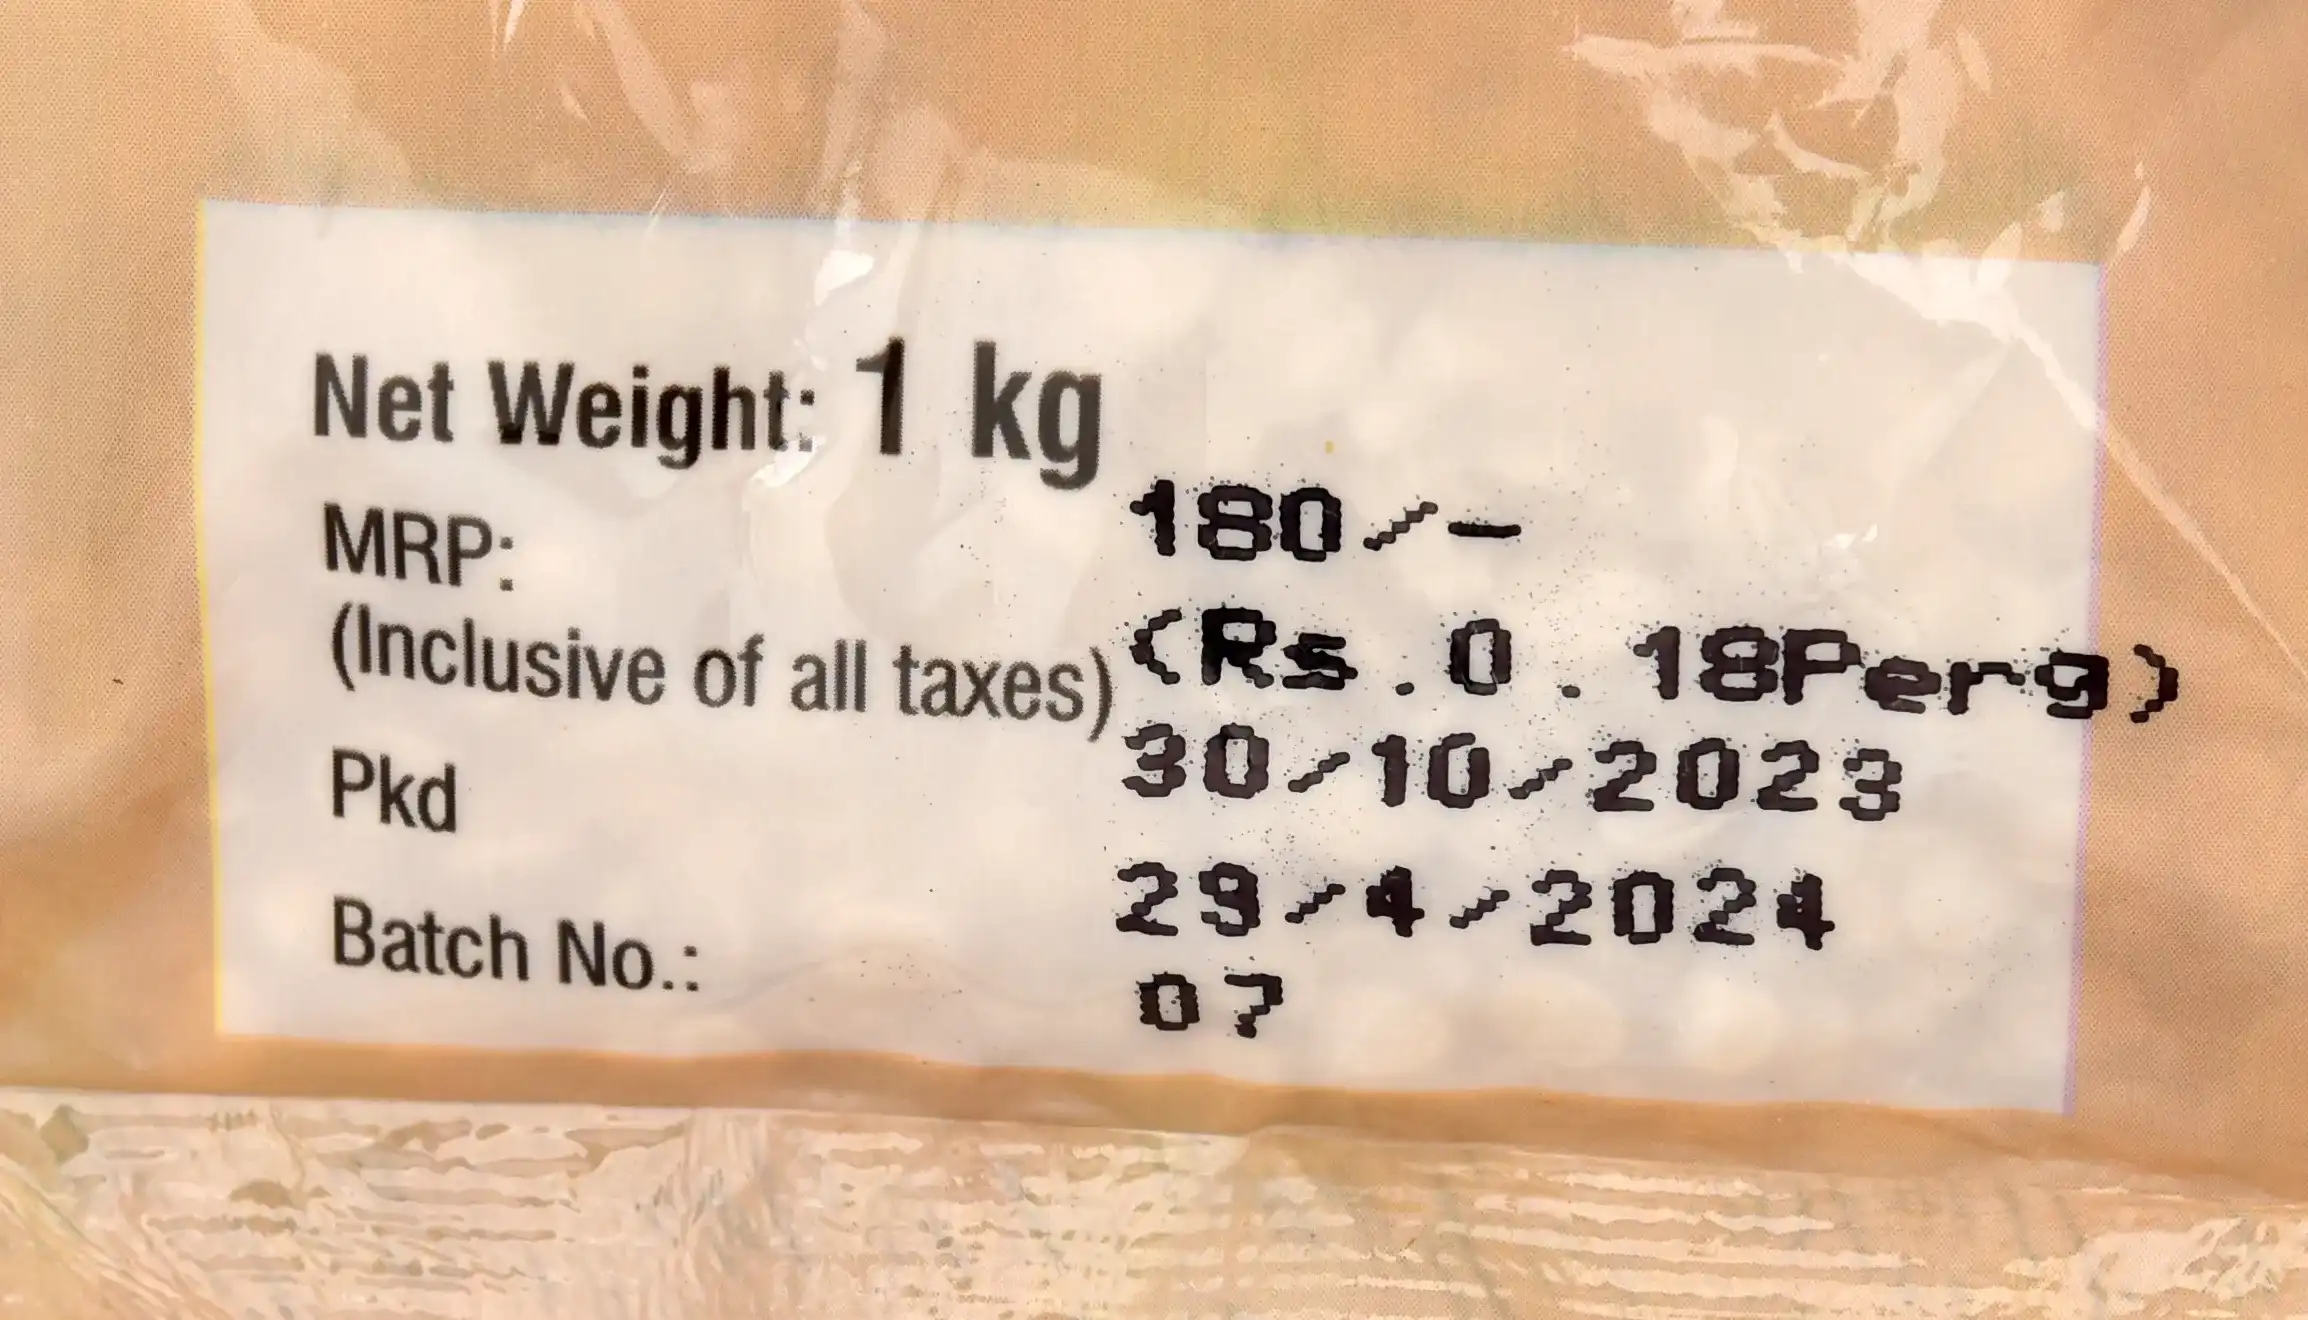 Net Weight: 1 kg
MRP: 180/-
(Inclusive of all taxes) (Rs.0.18Perg)
Pkd 30/10/2023
29/4/2024
Batch No.: 07